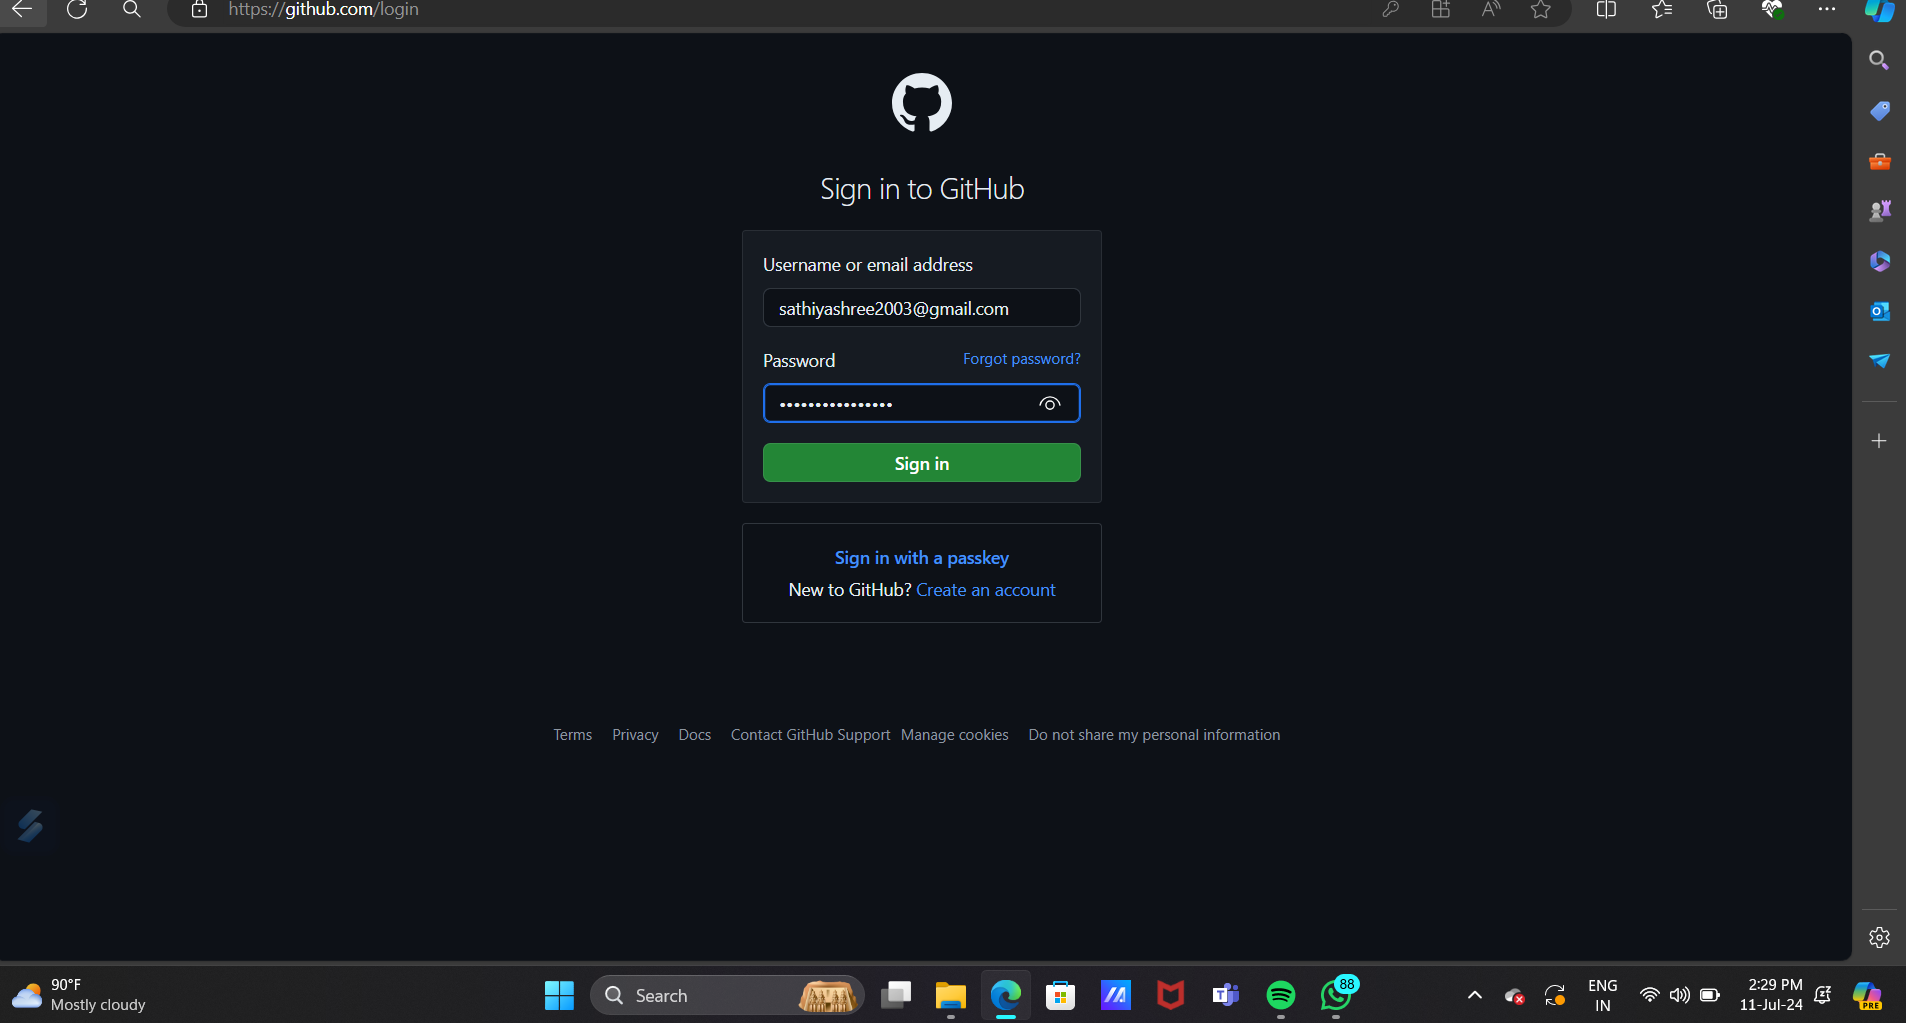 https://github.com/login
Sign in to GitHub
Username or email address
sathiyashree2003@gmail.com
Password
Forgot password?
••••••••••••••••
Sign in
Sign in with a passkey
New to GitHub? Create an account
Terms Privacy Docs Contact GitHub Support Manage cookies Do not share my personal information
90°F
Mostly cloudy
Search
88
ENG
IN
2:29 PM
11-Jul-24
PRE